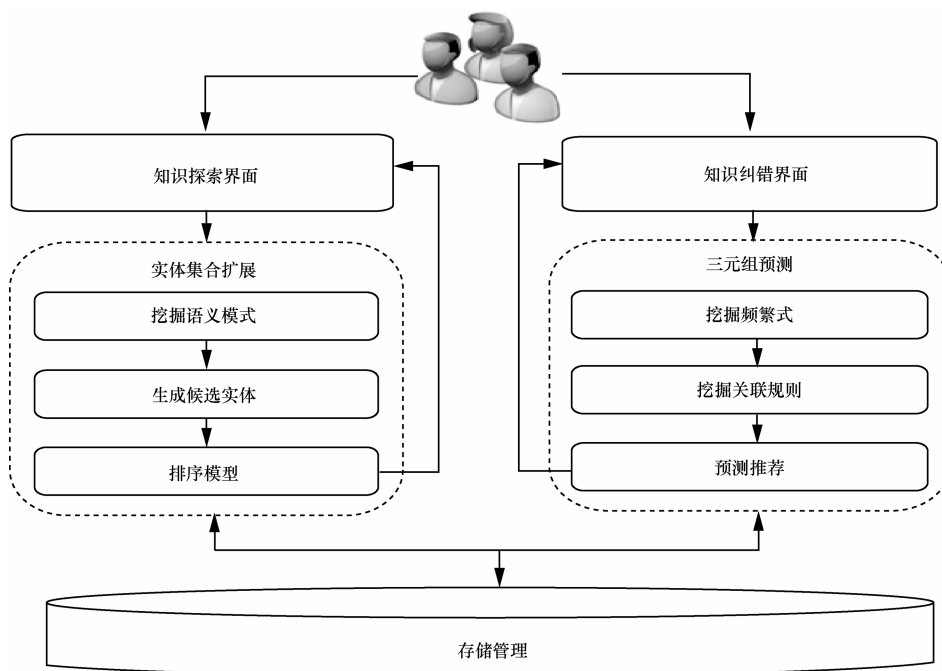 知识探索界面
知识纠错界面
实体集合扩展
挖掘语义模式
生成候选实体
排序模型
三元组预测
挖掘频繁式
挖掘关联规则
预测推荐
存储管理